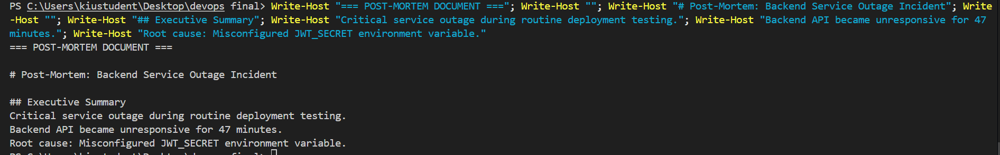 PS C:\Users\kiustudent\Desktop\devops final> Write-Host "=== POST-MORTEM DOCUMENT ==="; Write-Host ""; Write-Host "# Post-Mortem: Backend Service Outage Incident"; Write
-Host ""; Write-Host "## Executive Summary"; Write-Host "Critical service outage during routine deployment testing."; Write-Host "Backend API became unresponsive for 47
minutes."; Write-Host "Root cause: Misconfigured JWT_SECRET environment variable."
=== POST-MORTEM DOCUMENT ===
# Post-Mortem: Backend Service Outage Incident
## Executive Summary
Critical service outage during routine deployment testing.
Backend API became unresponsive for 47 minutes.
Root cause: Misconfigured JWT_SECRET environment variable.
PS C:\Users\kiustudent\Desktop\devops final>